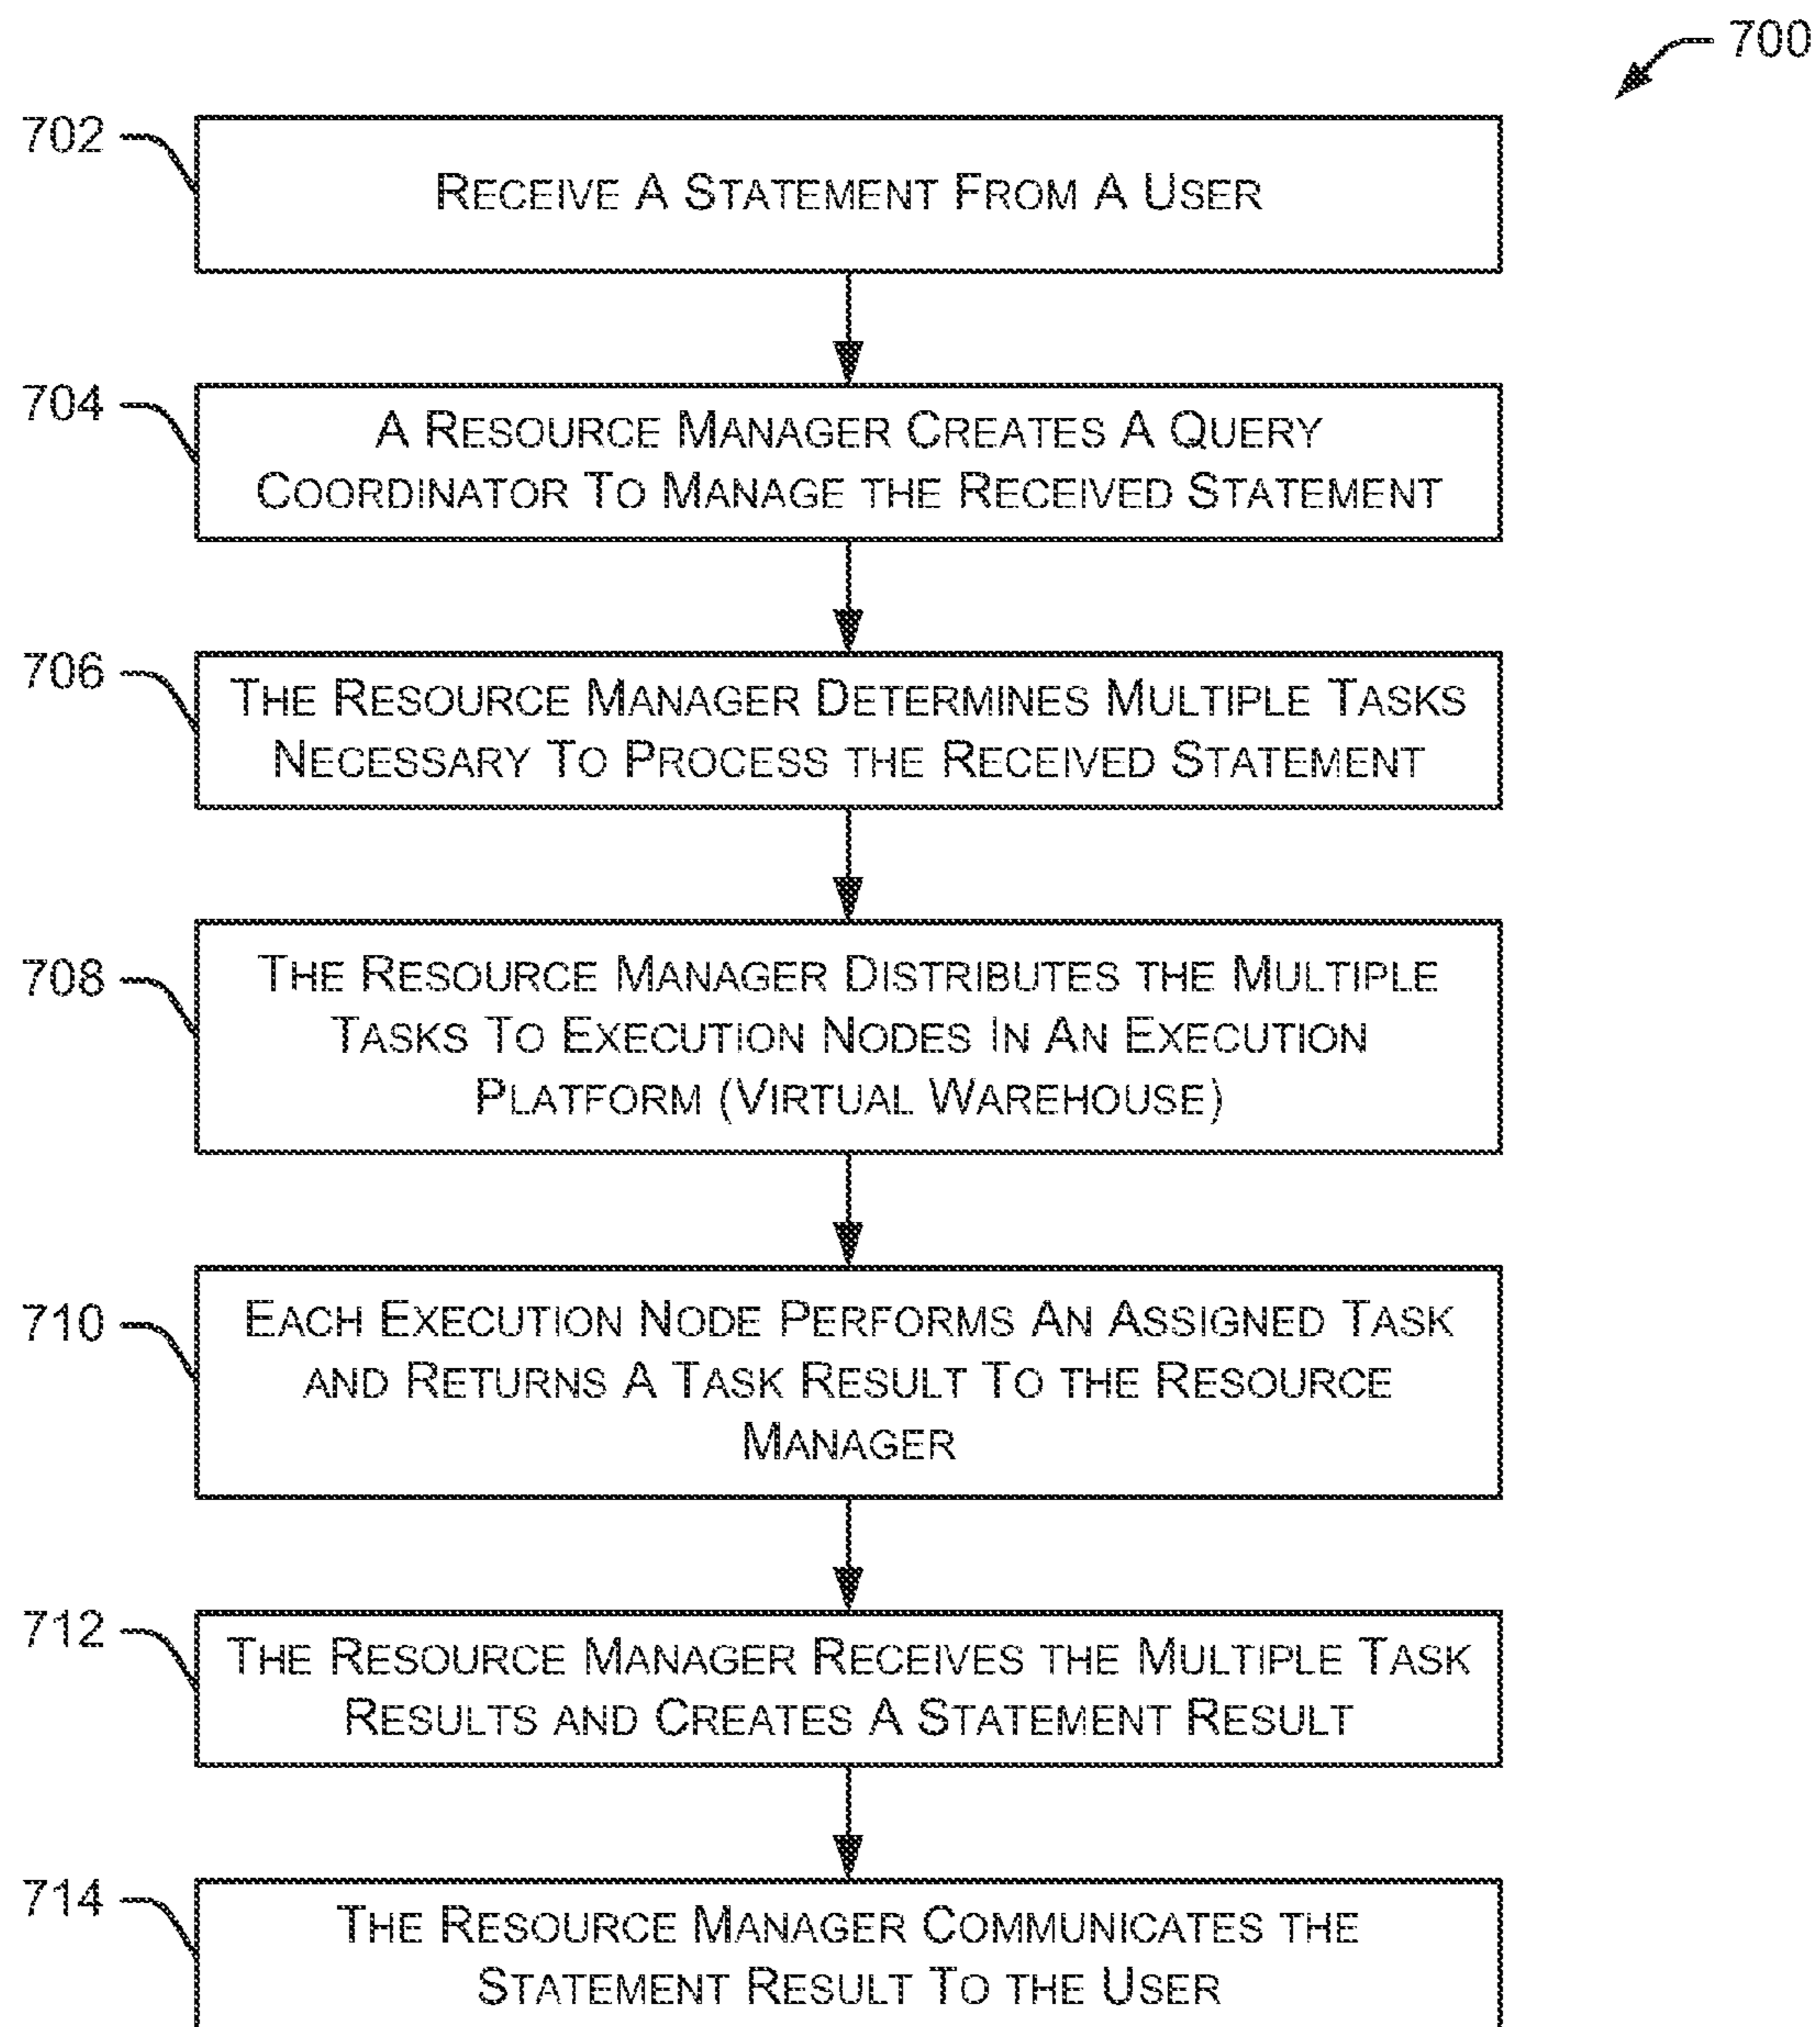 700
702
RECEIVE A STATEMENT FROM A USER
704
A RESOURCE MANAGER CREATES A QUERY
COORDINATOR TO MANAGE THE RECEIVED STATEMENT
706
THE RESOURCE MANAGER DETERMINES MULTIPLE TASKS
NECESSARY TO PROCESS THE RECEIVED STATEMENT
708
THE RESOURCE MANAGER DISTRIBUTES THE MULTIPLE
TASKS TO EXECUTION NODES IN AN EXECUTION
PLATFORM (VIRTUAL WAREHOUSE)
710
EACH EXECUTION NODE PERFORMS AN ASSIGNED TASK
AND RETURNS A TASK RESULT TO THE RESOURCE
MANAGER
712
THE RESOURCE MANAGER RECEIVES THE MULTIPLE TASK
RESULTS AND CREATES A STATEMENT RESULT
714
THE RESOURCE MANAGER COMMUNICATES THE
STATEMENT RESULT TO THE USER